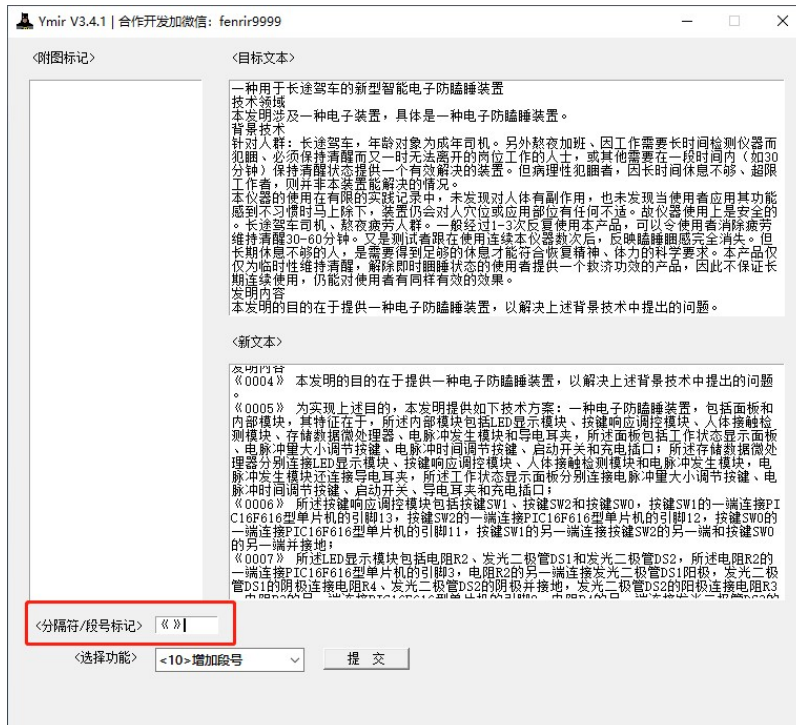 Ymir V3.4.1 | 合作开发加微信：fenrir9999
<附图标记>
<目标文本>
一种用于长途驾车的新型智能电子防瞌睡装置
技术领域
本发明涉及一种电子装置，具体是一种电子防瞌睡装置。
背景技术
针对人群：长途驾车，年龄对象为成年司机。另外熬夜加班、因工作需要长时间检测仪器而
犯睏、必须保持清醒而又一时无法离开的岗位工作的人士，或其他需要在一段时间内（如30
分钟）保持清醒状态提供一个有效解决的装置。但病理性犯睏者，因长时间休息不够、超限
工作者，则并非本装置能解决的情况。
本仪器的使用在有限的实践记录中，未发现对人体有副作用，也未发现当使用者应用其功能
感到不习惯时马上除下，装置仍会对人穴位或应用部位有任何不适。故仪器使用上是安全的
。长途驾车司机、熬夜疲劳人群。一般经过1-3次反复使用本产品，可以令使用者消除疲劳
维持清醒30-60分钟。又是测试者跟在使用连续本仪器数次后，反映瞌睡睏感完全消失。但
长期休息不够的人，是需要得到足够的休息才能符合恢复精神、体力的科学要求。本产品仅
仅为临时性维持清醒，解除即时睏睡状态的使用者提供一个救济功效的产品，因此不保证长
期连续使用，仍能对使用者有同样有效的效果。
发明内容
本发明的目的在于提供一种电子防瞌睡装置，以解决上述背景技术中提出的问题。
<新文本>
发明内容
《0004》 本发明的目的在于提供一种电子防瞌睡装置，以解决上述背景技术中提出的问题
。
《0005》 为实现上述目的，本发明提供如下技术方案：一种电子防瞌睡装置，包括面板和
内部模块，其特征在于，所述内部模块包括LED显示模块、按键响应调控模块、人体接触检
测模块、存储数据微处理器、电脉冲发生模块和导电耳夹，所述面板包括工作状态显示面板
、电脉冲量大小调节按键、电脉冲时间调节按键、启动开关和充电插口；所述存储数据微处
理器分别连接LED显示模块、按键响应调控模块、人体接触检测模块和电脉冲发生模块，电
脉冲发生模块还连接导电耳夹，所述工作状态显示面板分别连接电脉冲量大小调节按键、电
脉冲时间调节按键、启动开关、导电耳夹和充电插口；
《0006》 所述按键响应调控模块包括按键SW1、按键SW2和按键SW0，按键SW1的一端连接PI
C16F616型单片机的引脚13，按键SW2的一端连接PIC16F616型单片机的引脚12，按键SW0的
一端连接PIC16F616型单片机的引脚11，按键SW1的另一端连接按键SW2的另一端和按键SW0
的另一端并接地；
《0007》 所述LED显示模块包括电阻R2、发光二极管DS1和发光二极管DS2，所述电阻R2的
一端连接PIC16F616型单片机的引脚3，电阻R2的另一端连接发光二极管DS1阳极，发光二极
管DS1的阴极连接电阻R4、发光二极管DS2的阴极并接地，发光二极管DS2的阳极连接电阻R3
<分隔符/段号标记> 《》
<选择功能> <10>增加段号 提 交